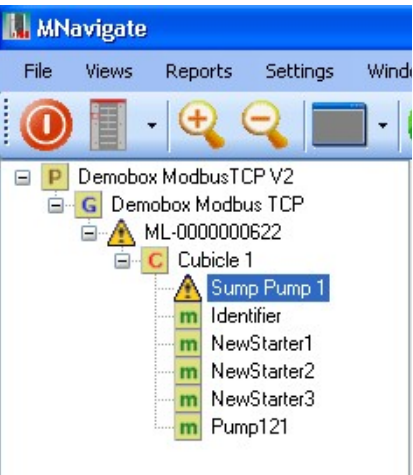 MNavigate
File Views Reports Settings
P Demobox ModbusTCP V2
G Demobox Modbus TCP
ML-0000000622
C Cubicle 1
Sump Pump 1
m Identifier
m NewStarter1
m NewStarter2
m NewStarter3
m Pump121